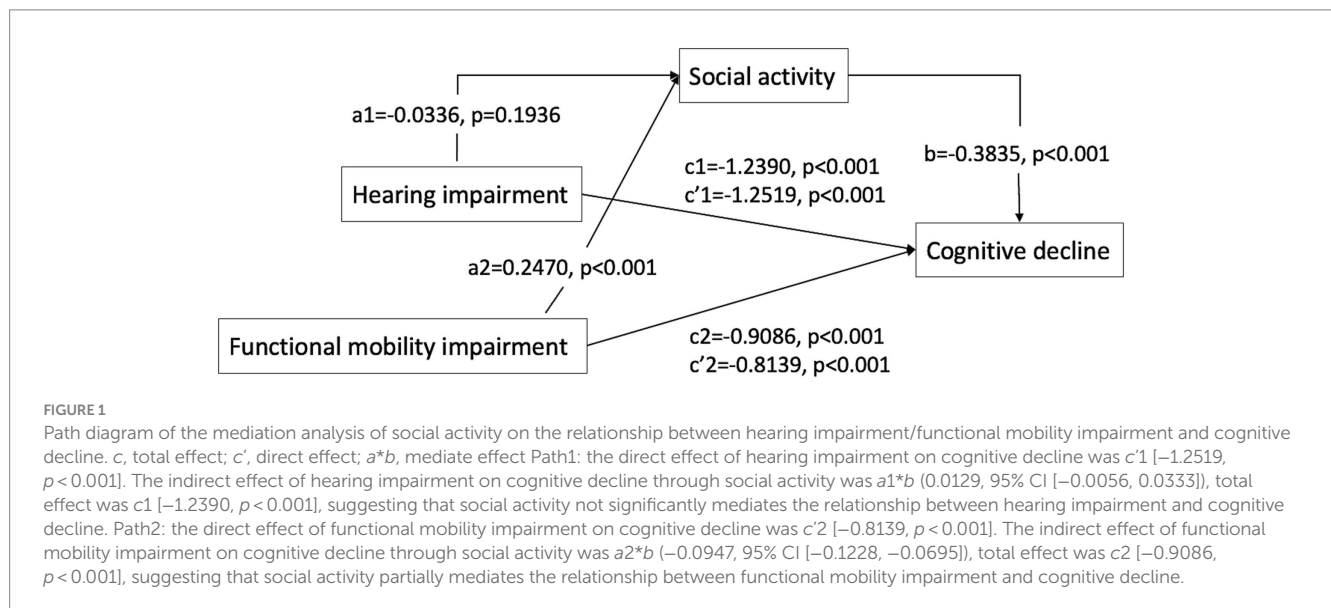 Social activity
a1=-0.0336, p=0.1936
b=-0.3835, p<0.001
c1=-1.2390, p<0.001
c'1=-1.2519, p<0.001
Hearing impairment
Cognitive decline
a2=0.2470, p<0.001
Functional mobility impairment
c2=-0.9086, p<0.001
c'2=-0.8139, p<0.001
FIGURE 1
Path diagram of the mediation analysis of social activity on the relationship between hearing impairment/functional mobility impairment and cognitive
decline. c, total effect; c′, direct effect; a*b, mediate effect Path1: the direct effect of hearing impairment on cognitive decline was c′1 [−1.2519,
p < 0.001]. The indirect effect of hearing impairment on cognitive decline through social activity was a1*b (0.0129, 95% CI [−0.0056, 0.0333]), total
effect was c1 [−1.2390, p < 0.001], suggesting that social activity not significantly mediates the relationship between hearing impairment and cognitive
decline. Path2: the direct effect of functional mobility impairment on cognitive decline was c′2 [−0.8139, p < 0.001]. The indirect effect of functional
mobility impairment on cognitive decline through social activity was a2*b (−0.0947, 95% CI [−0.1228, −0.0695]), total effect was c2 [−0.9086,
p < 0.001], suggesting that social activity partially mediates the relationship between functional mobility impairment and cognitive decline.